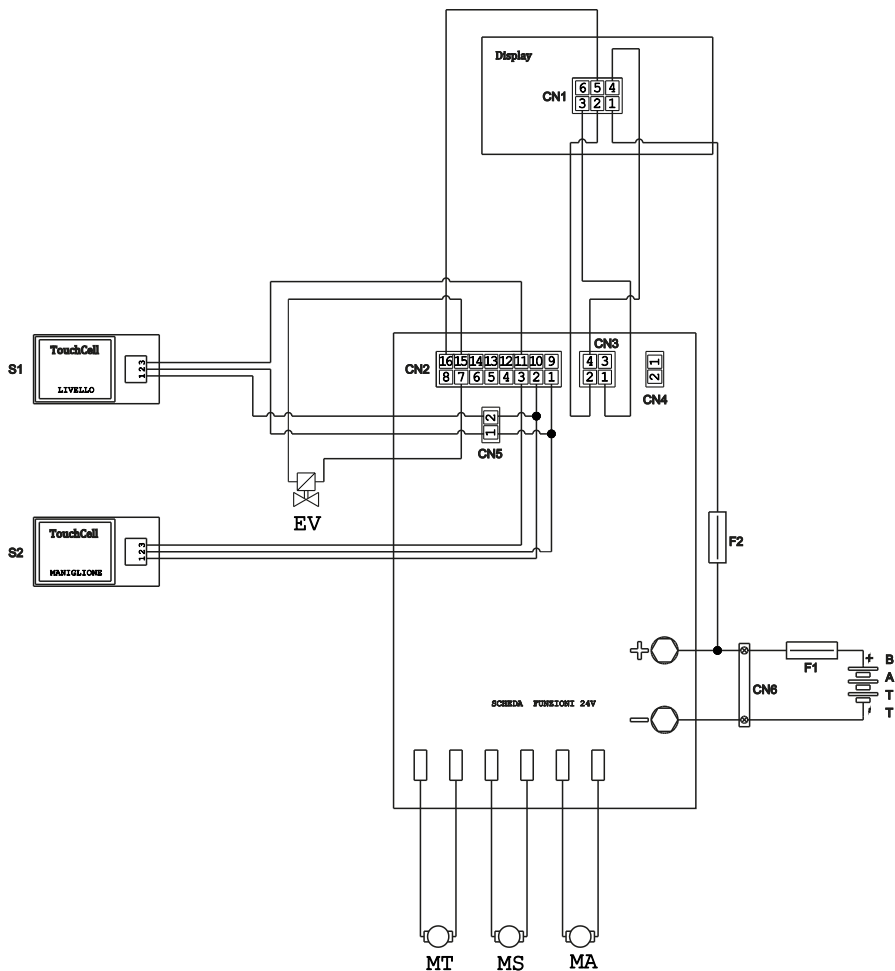 Display
CN1
6 5 4
3 2 1
TouchCell
LIVELLO
1 2 3
S1
CN2
16 15 14 13 12 11 10 9
8 7 6 5 4 3 2 1
CN3
4 3
2 1
2 1
CN4
1 2
CN5
EV
TouchCell
MANIGLIONE
1 2 3
S2
F2
+
F1
+
BATT
-
CN6
SCHEDA FUNZIONI 24V
-
MT
MS
MA